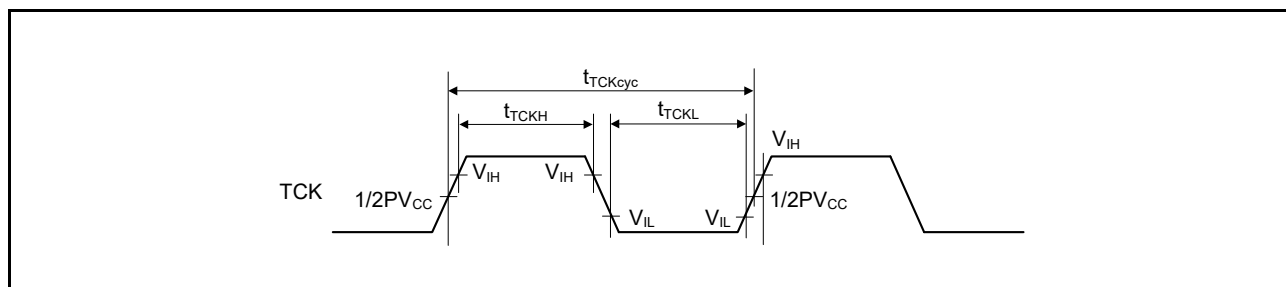 tTCKcyc
tTCKH
tTCKL
VIH
VIH
VIH
TCK
1/2PVCC
1/2PVCC
VIL
VIL